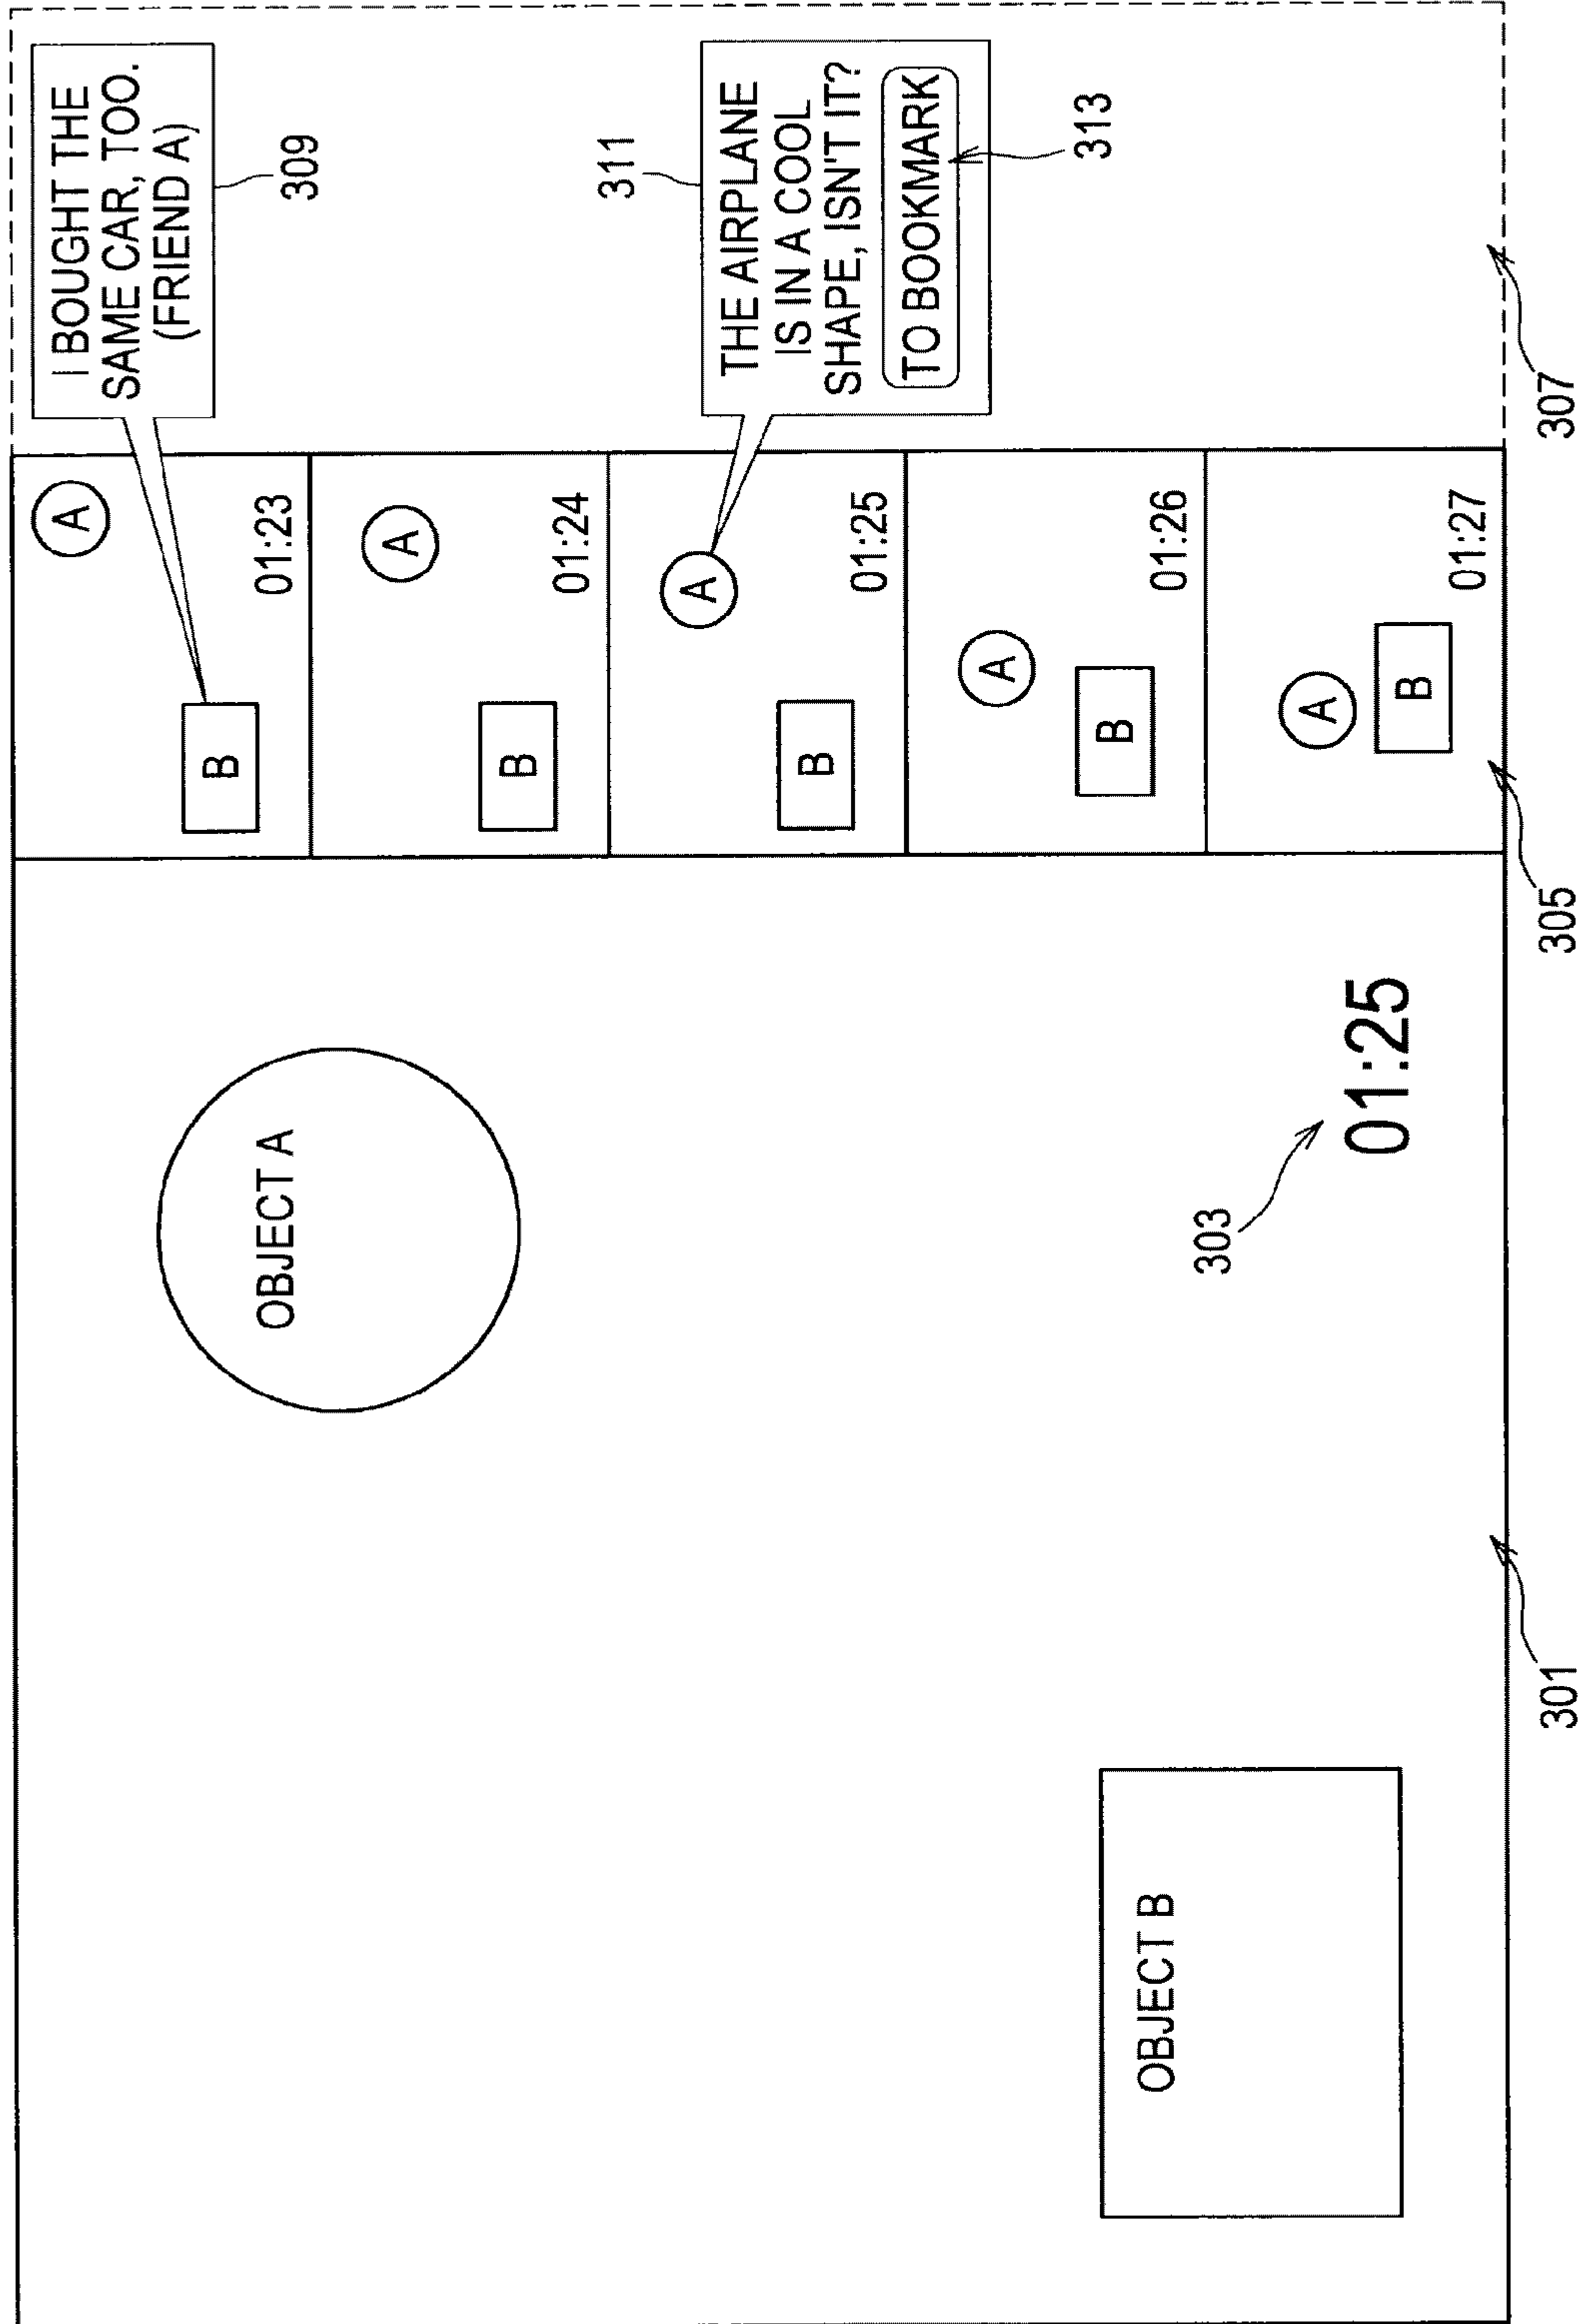 I BOUGHT THE
SAME CAR, TOO.
(FRIEND A)
309
A
B
01:23
A
B
01:24
311
THE AIRPLANE
IS IN A COOL
SHAPE, ISN'T IT?
TO BOOKMARK
313
A
B
01:25
A
B
01:26
A
B
01:27
OBJECT A
OBJECT B
303
01:25
301
305
307